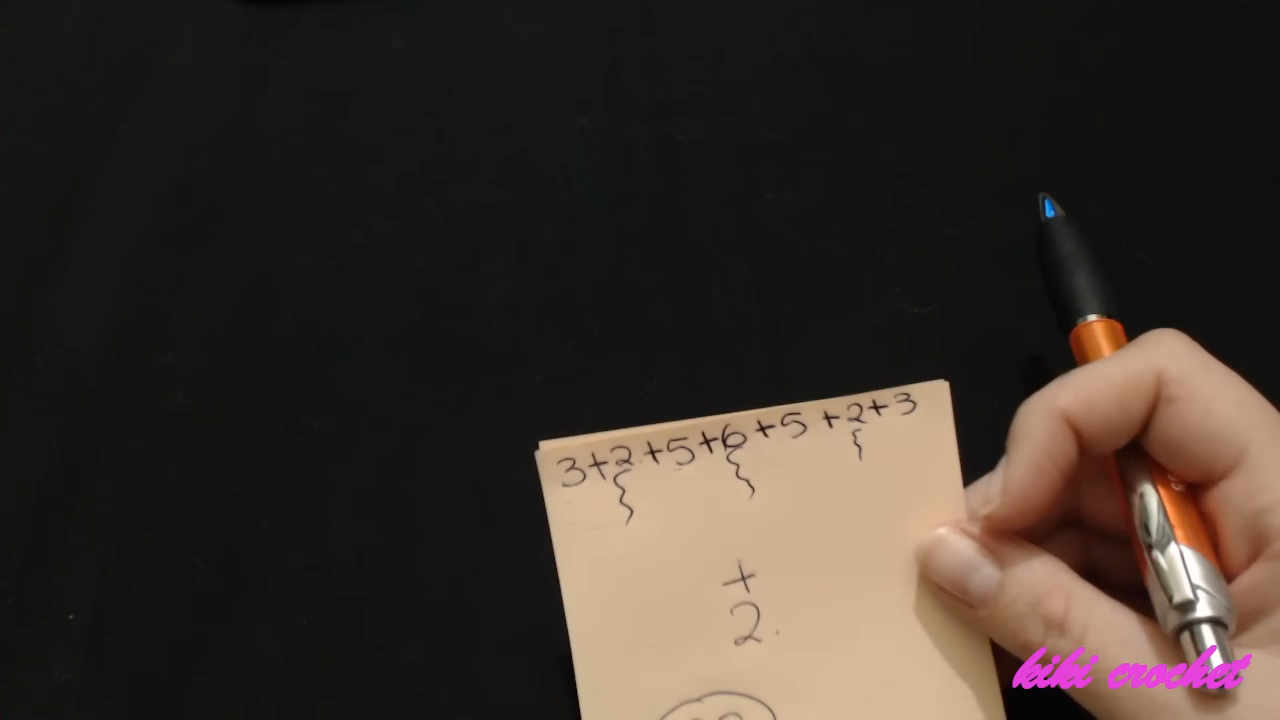 3+2+5+6+5+2+3
+
2.
kiki crochet